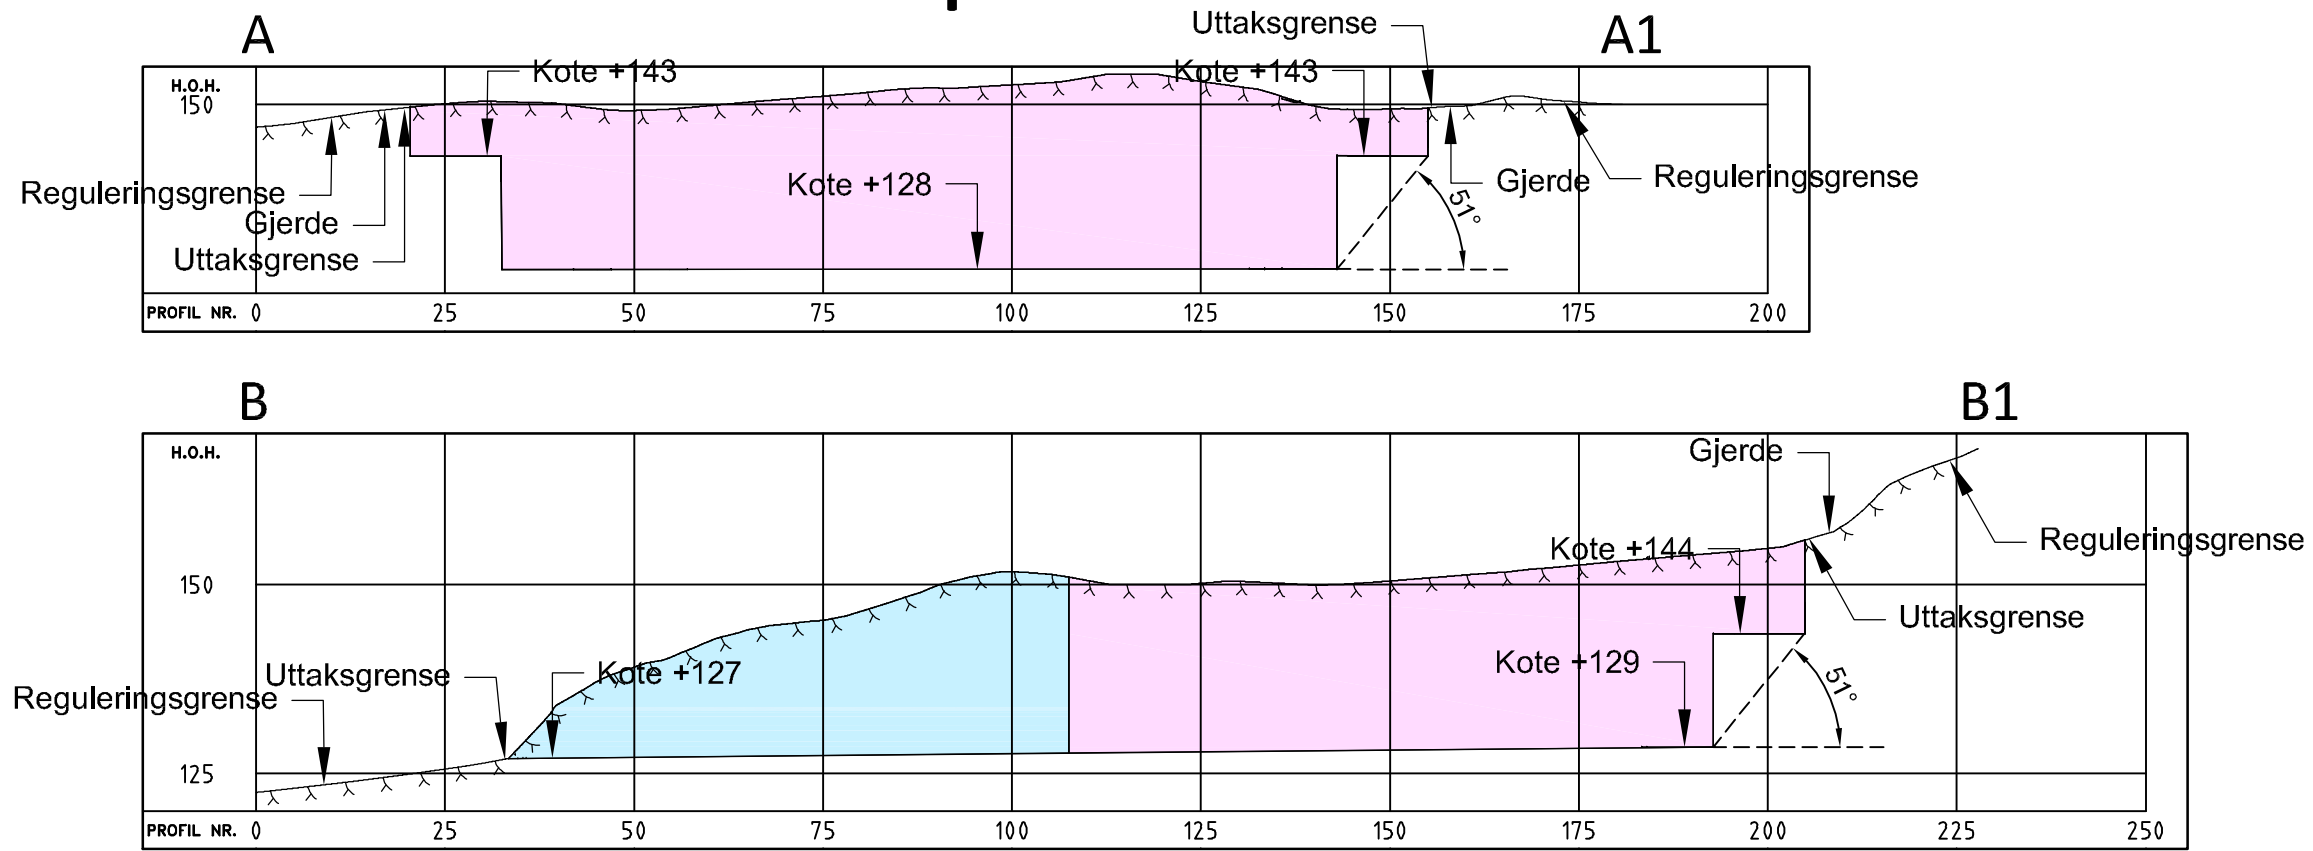 Uttaksgrense
A
A1
H.O.H.
Kote +143
Kote +143
150
Kote +128
Reguleringsgrense
Gjerde
Uttaksgrense
51°
Gjerde
Reguleringsgrense
PROFIL NR. 0 25 50 75 100 125 150 175 200
B
B1
H.O.H.
Gjerde
Kote +144
Reguleringsgrense
150
Uttaksgrense
Kote +129
51°
Uttaksgrense
Kote +127
Reguleringsgrense
125
PROFIL NR. 0 25 50 75 100 125 150 175 200 225 250